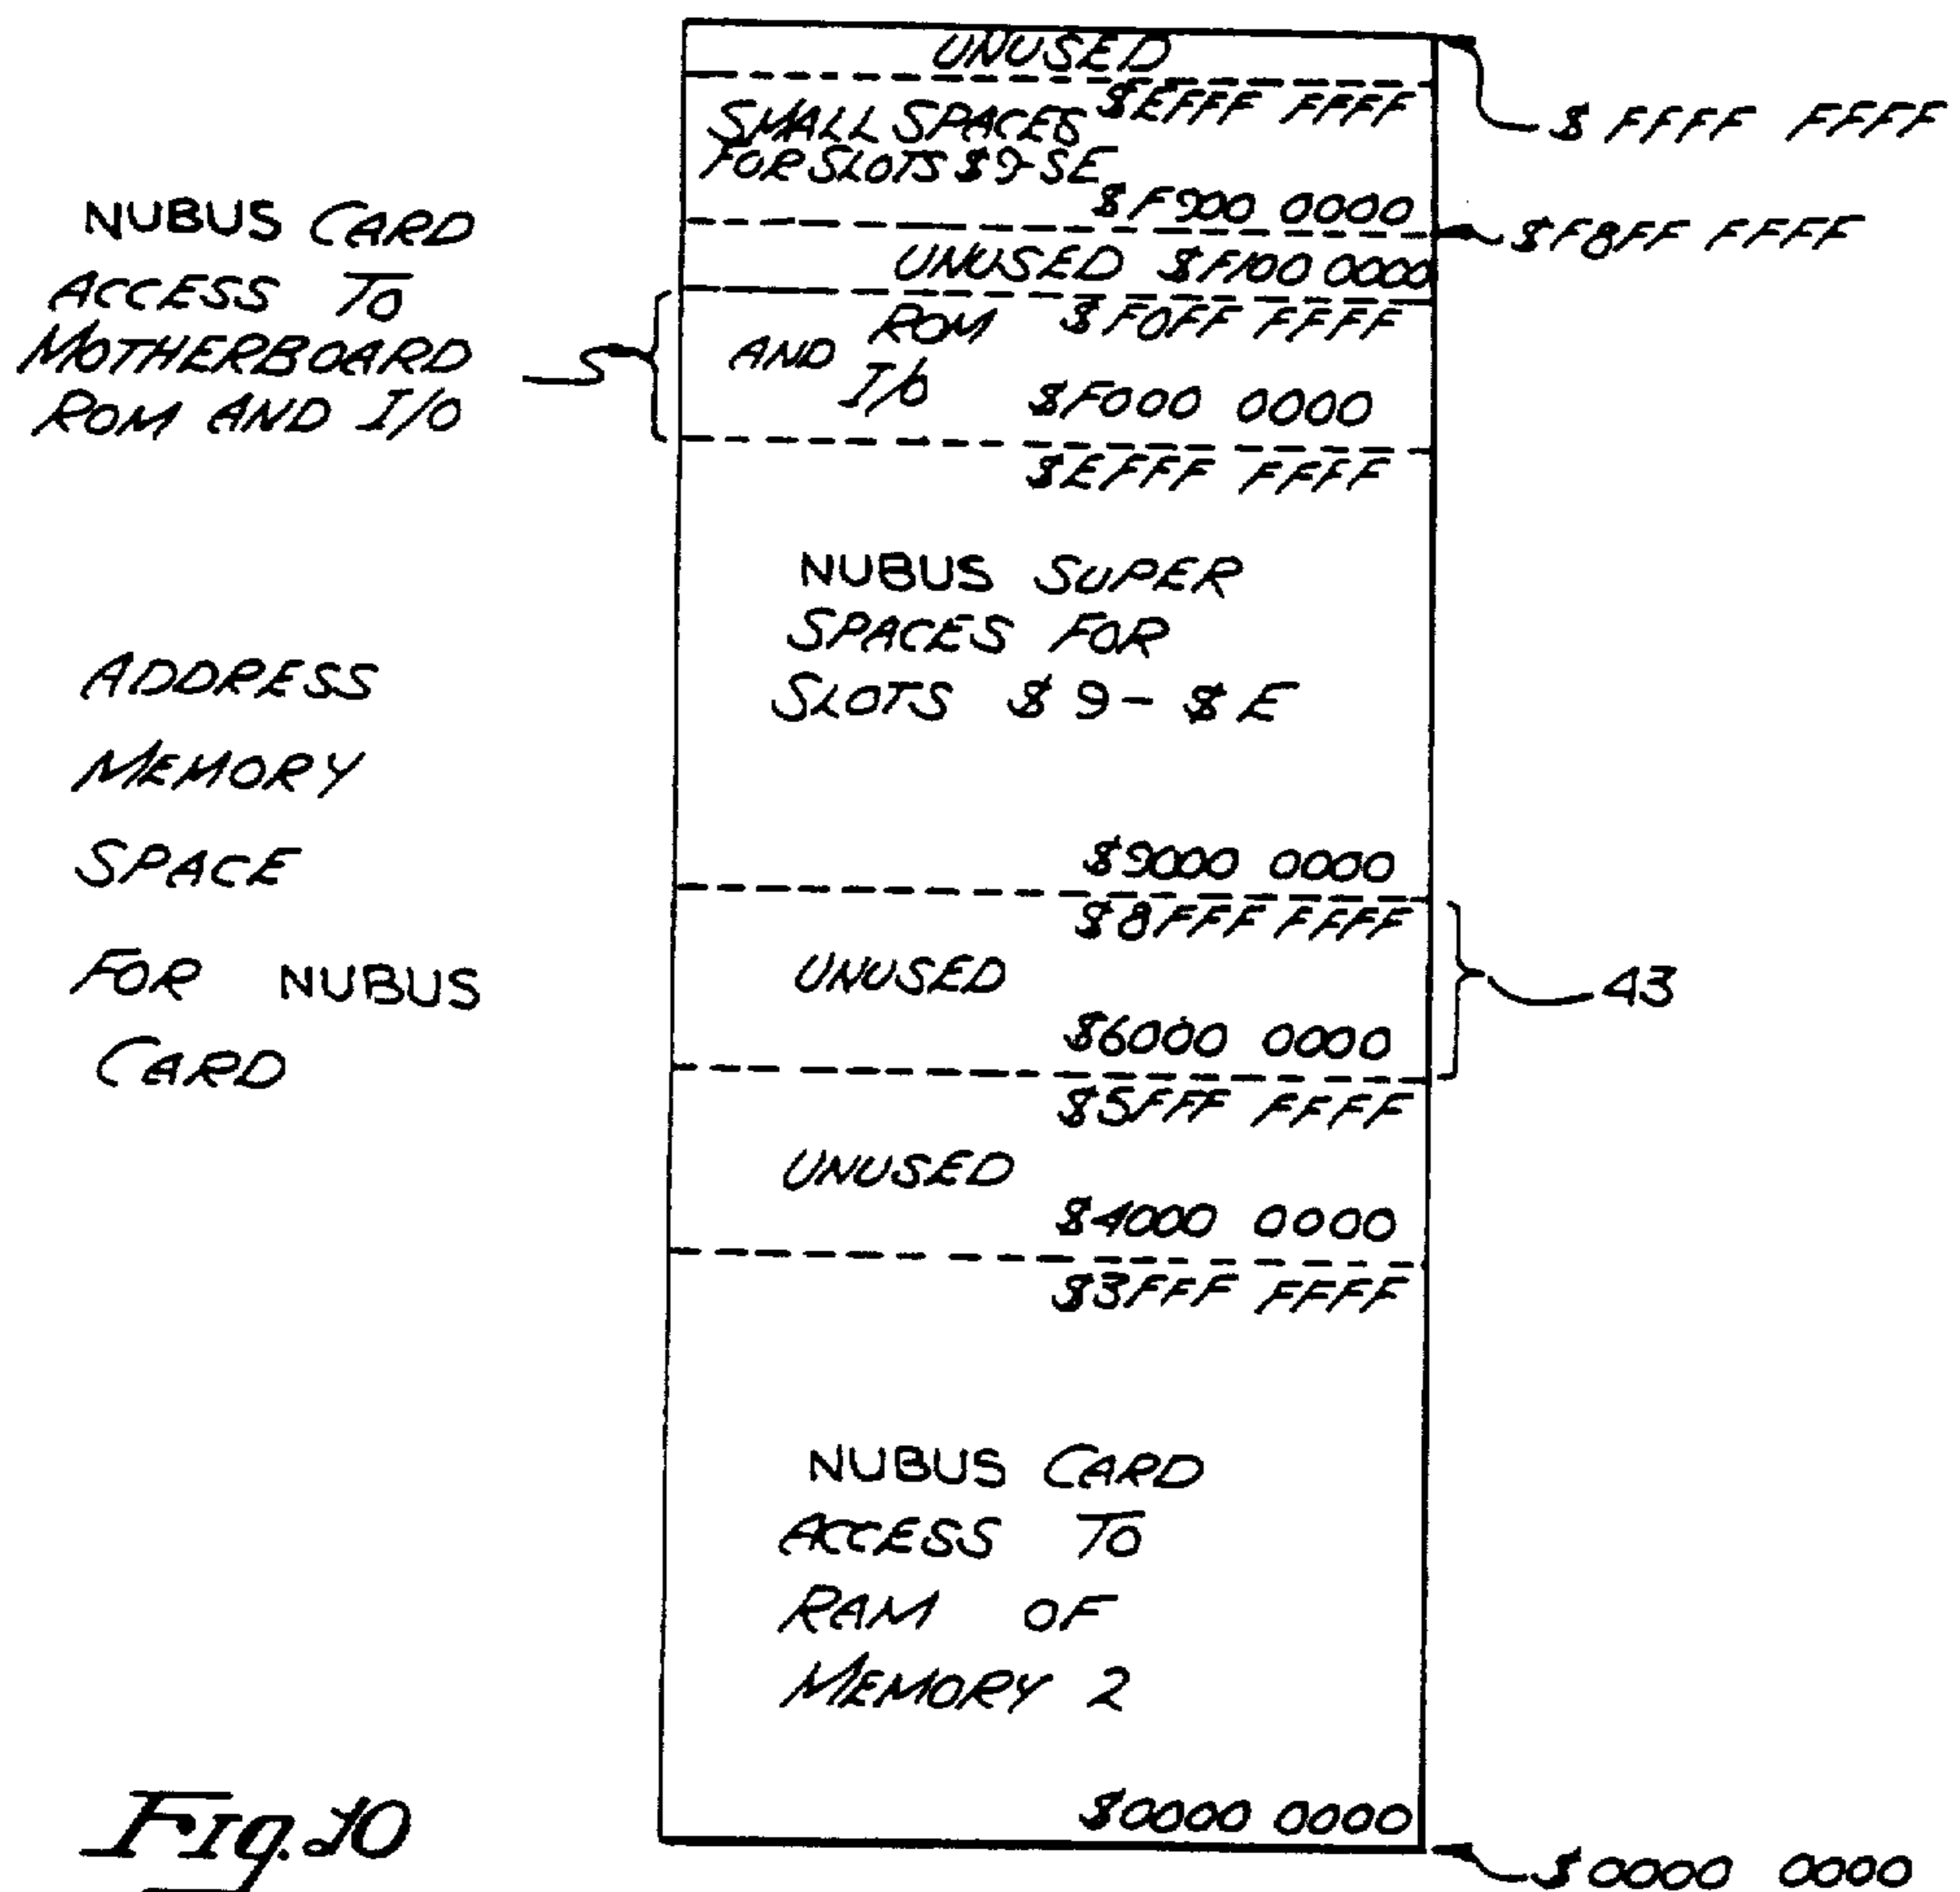 UNUSED
$EFFF FFFF
$ FFFF FFFF
SMALL SPACES
FOR SLOTS $9-SE
$F900 0000
$F8FF FFFF
UNUSED $F100 0000
NUBUS CARD
ACCESS TO
MOTHERBOARD
ROM AND I/O
ROM $F0FF FFFF
AND
I/O $F000 0000
$EFFF FFFF
NUBUS SUPER
SPACES FOR
SLOTS $9-$E
ADDRESS
MEMORY
SPACE
FOR NUBUS
CARD
$9000 0000
$8FFF FFFF
UNUSED
43
$6000 0000
$5FFF FFFF
UNUSED
$4000 0000
$3FFF FFFF
NUBUS CARD
ACCESS TO
RAM OF
MEMORY 2
$0000 0000
$0000 0000
Fig. 10